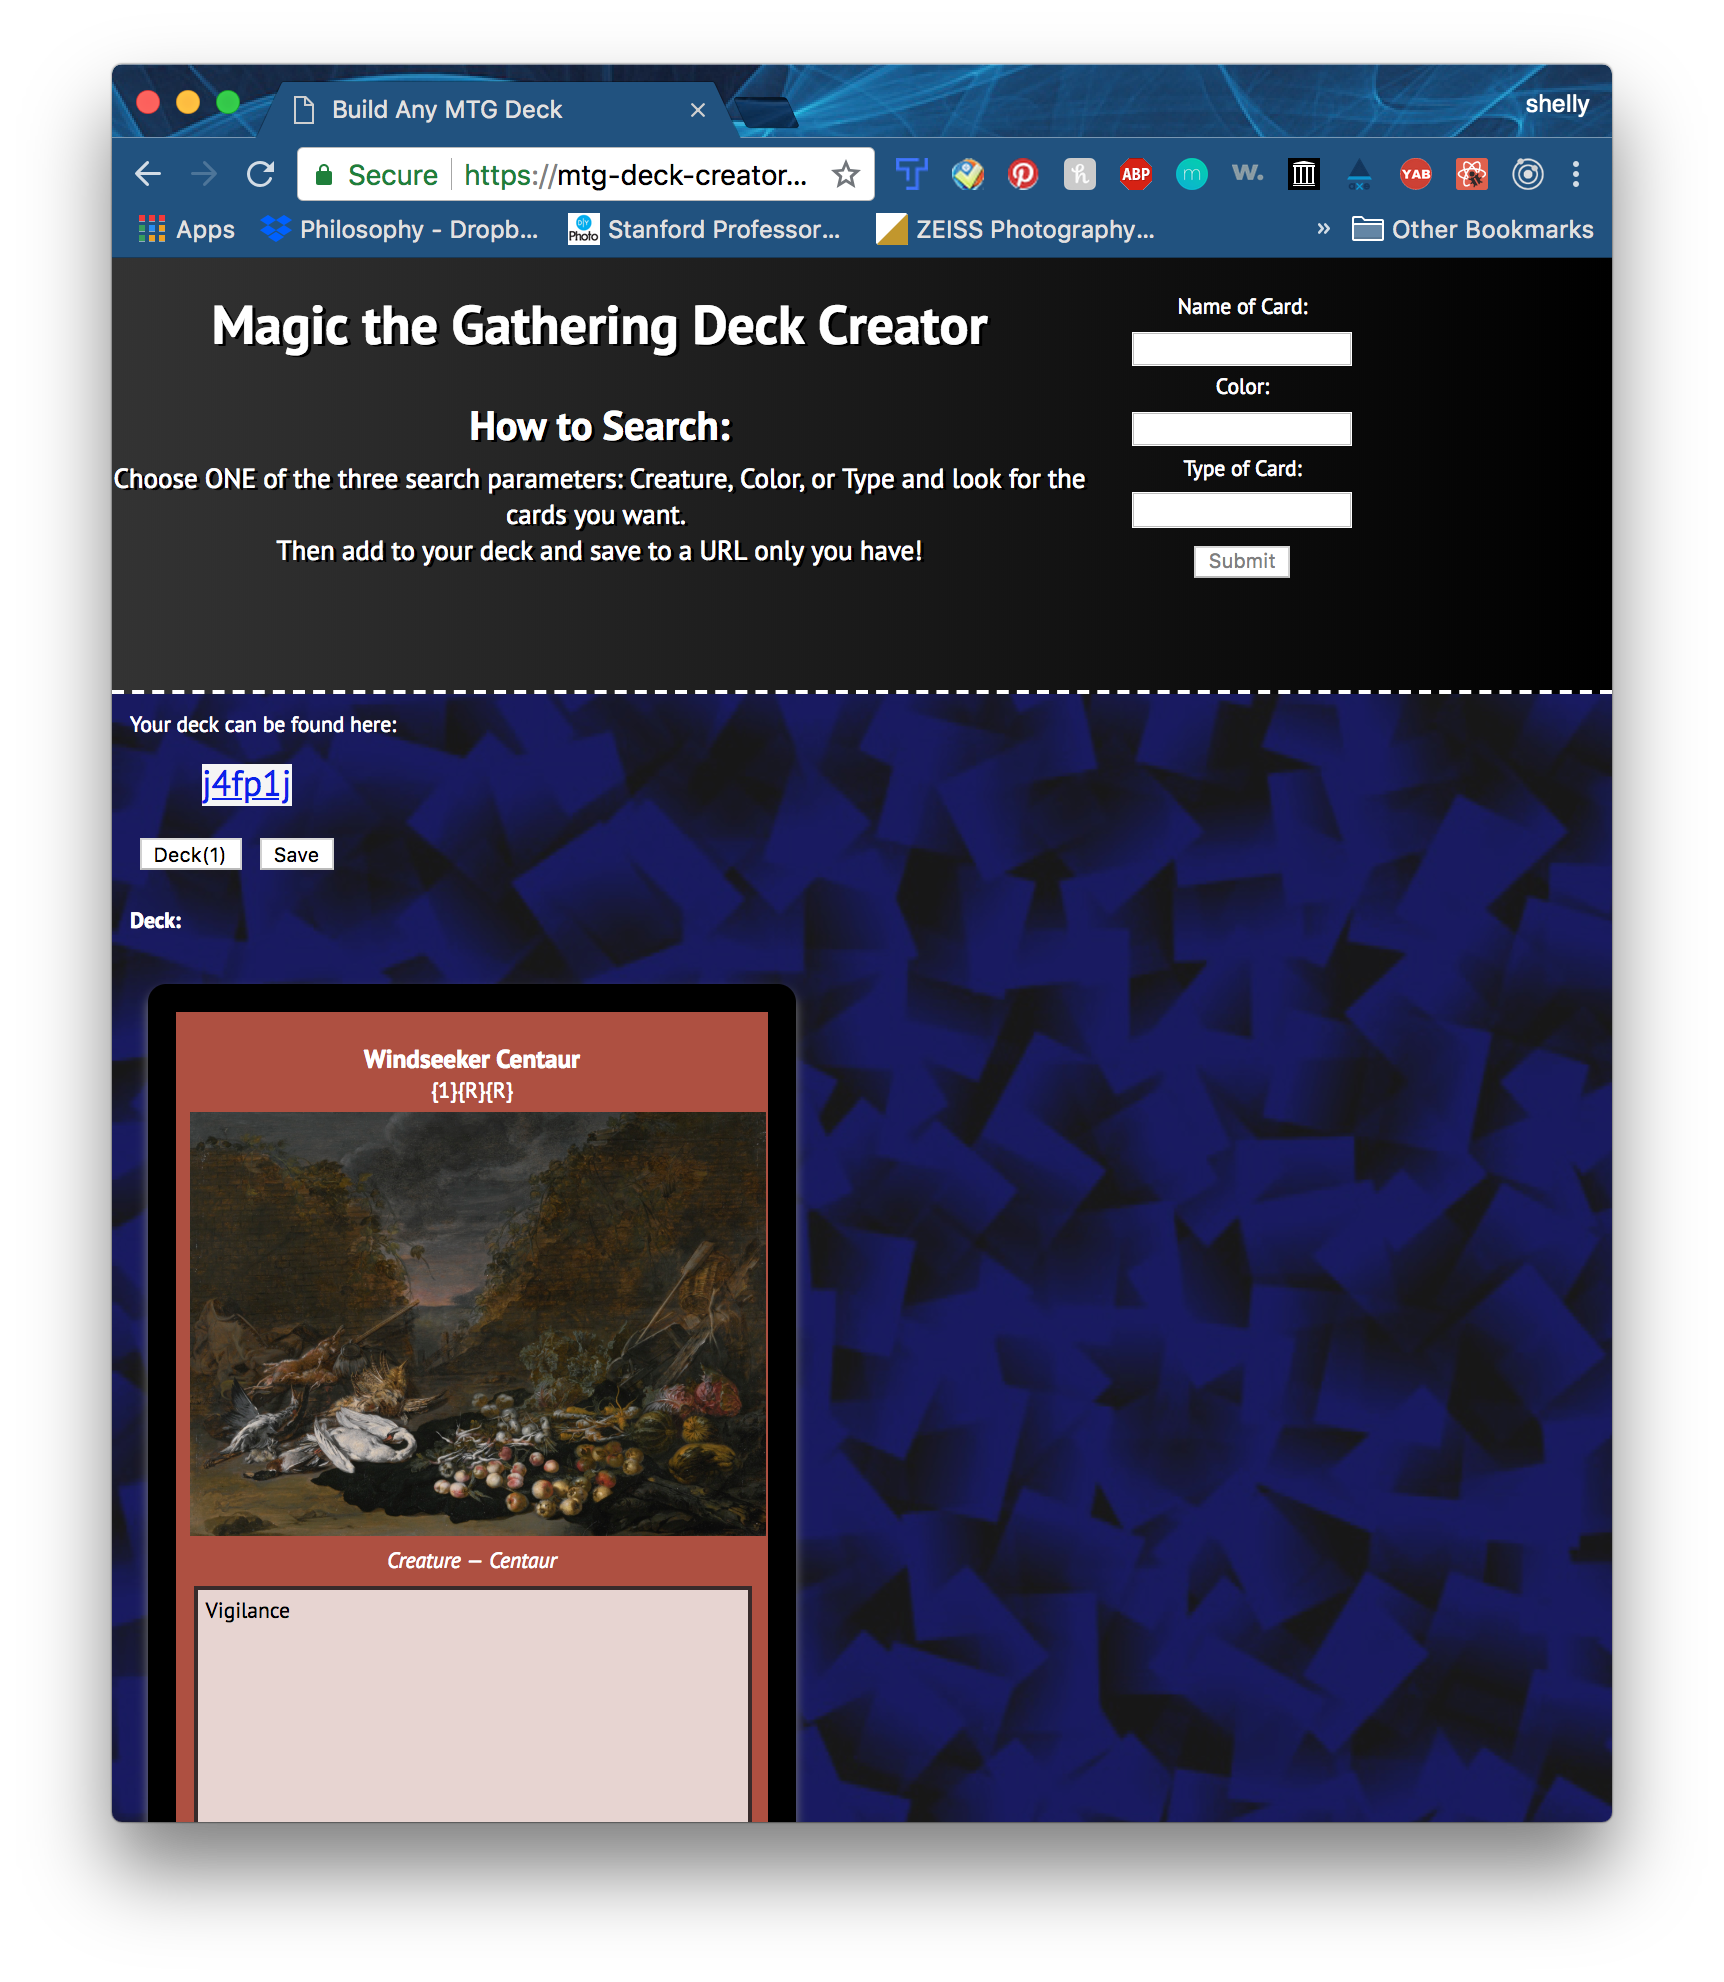 Build Any MTG Deck
shelly
Secure https://mtg-deck-creator...
ABP
YAB
Apps
Philosophy - Dropb...
DIY Photo
Stanford Professor...
ZEISS Photography...
»
Other Bookmarks
Magic the Gathering Deck Creator
How to Search:
Choose ONE of the three search parameters: Creature, Color, or Type and look for the
cards you want.
Then add to your deck and save to a URL only you have!
Name of Card:
Color:
Type of Card:
Submit
Your deck can be found here:
j4fp1j
Deck(1)
Save
Deck:
Windseeker Centaur
{1}{R}{R}
Creature — Centaur
Vigilance